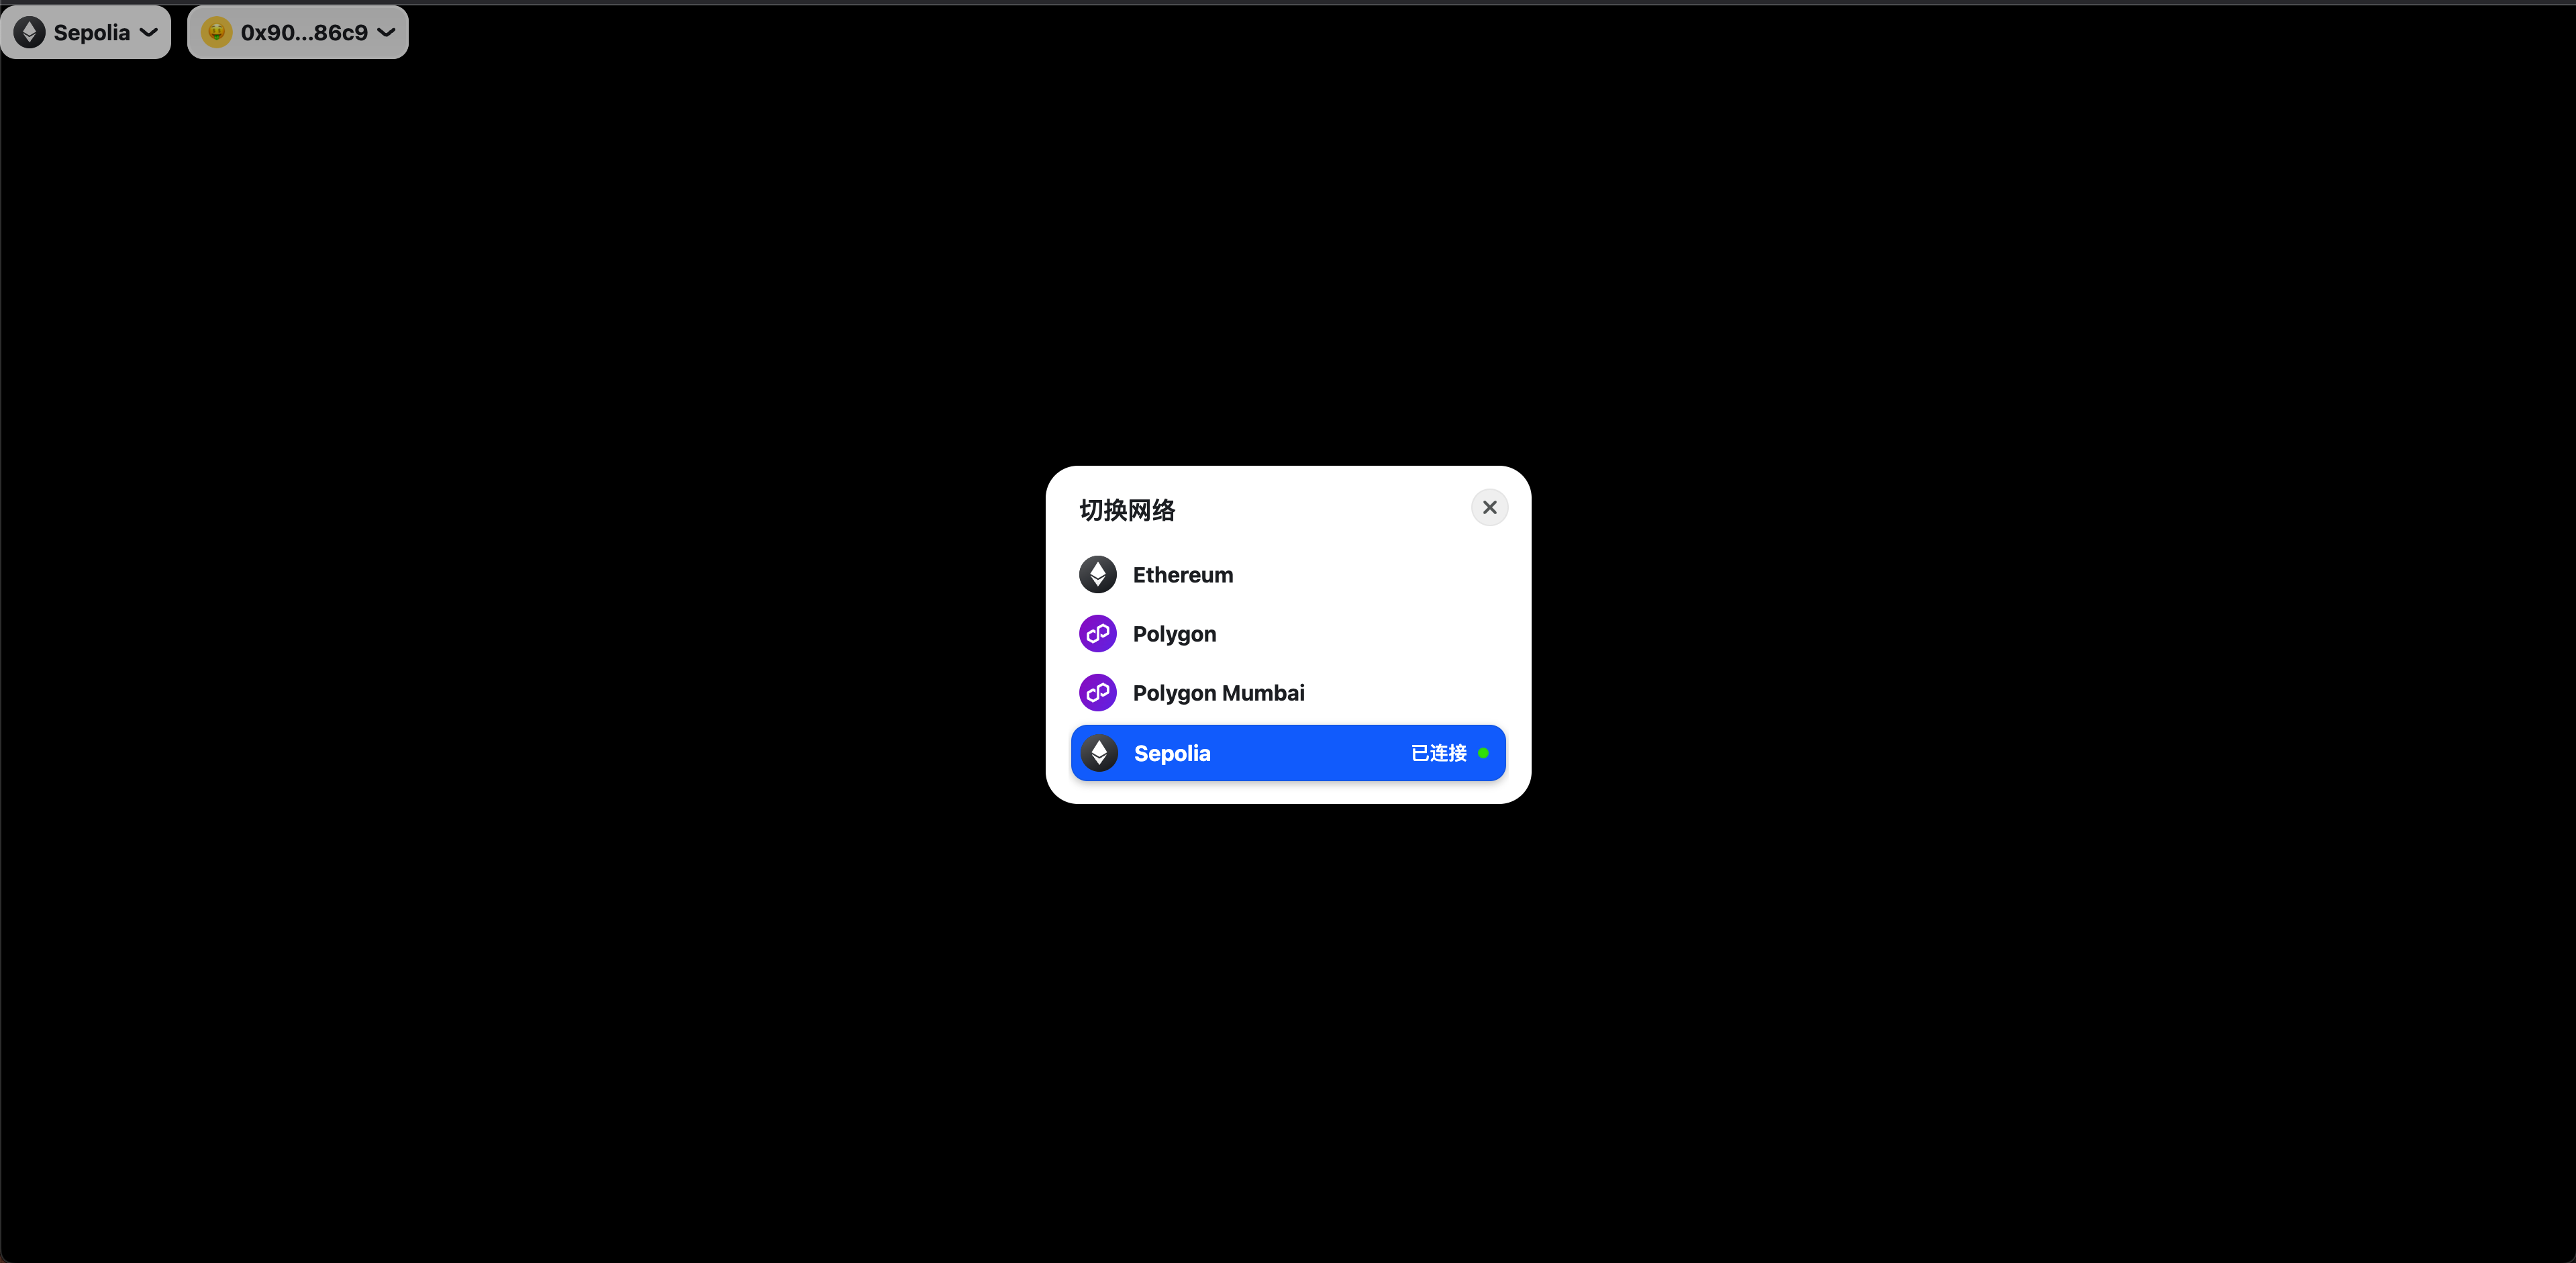 Sepolia
0x90...86c9
切换网络
Ethereum
Polygon
Polygon Mumbai
Sepolia 已连接